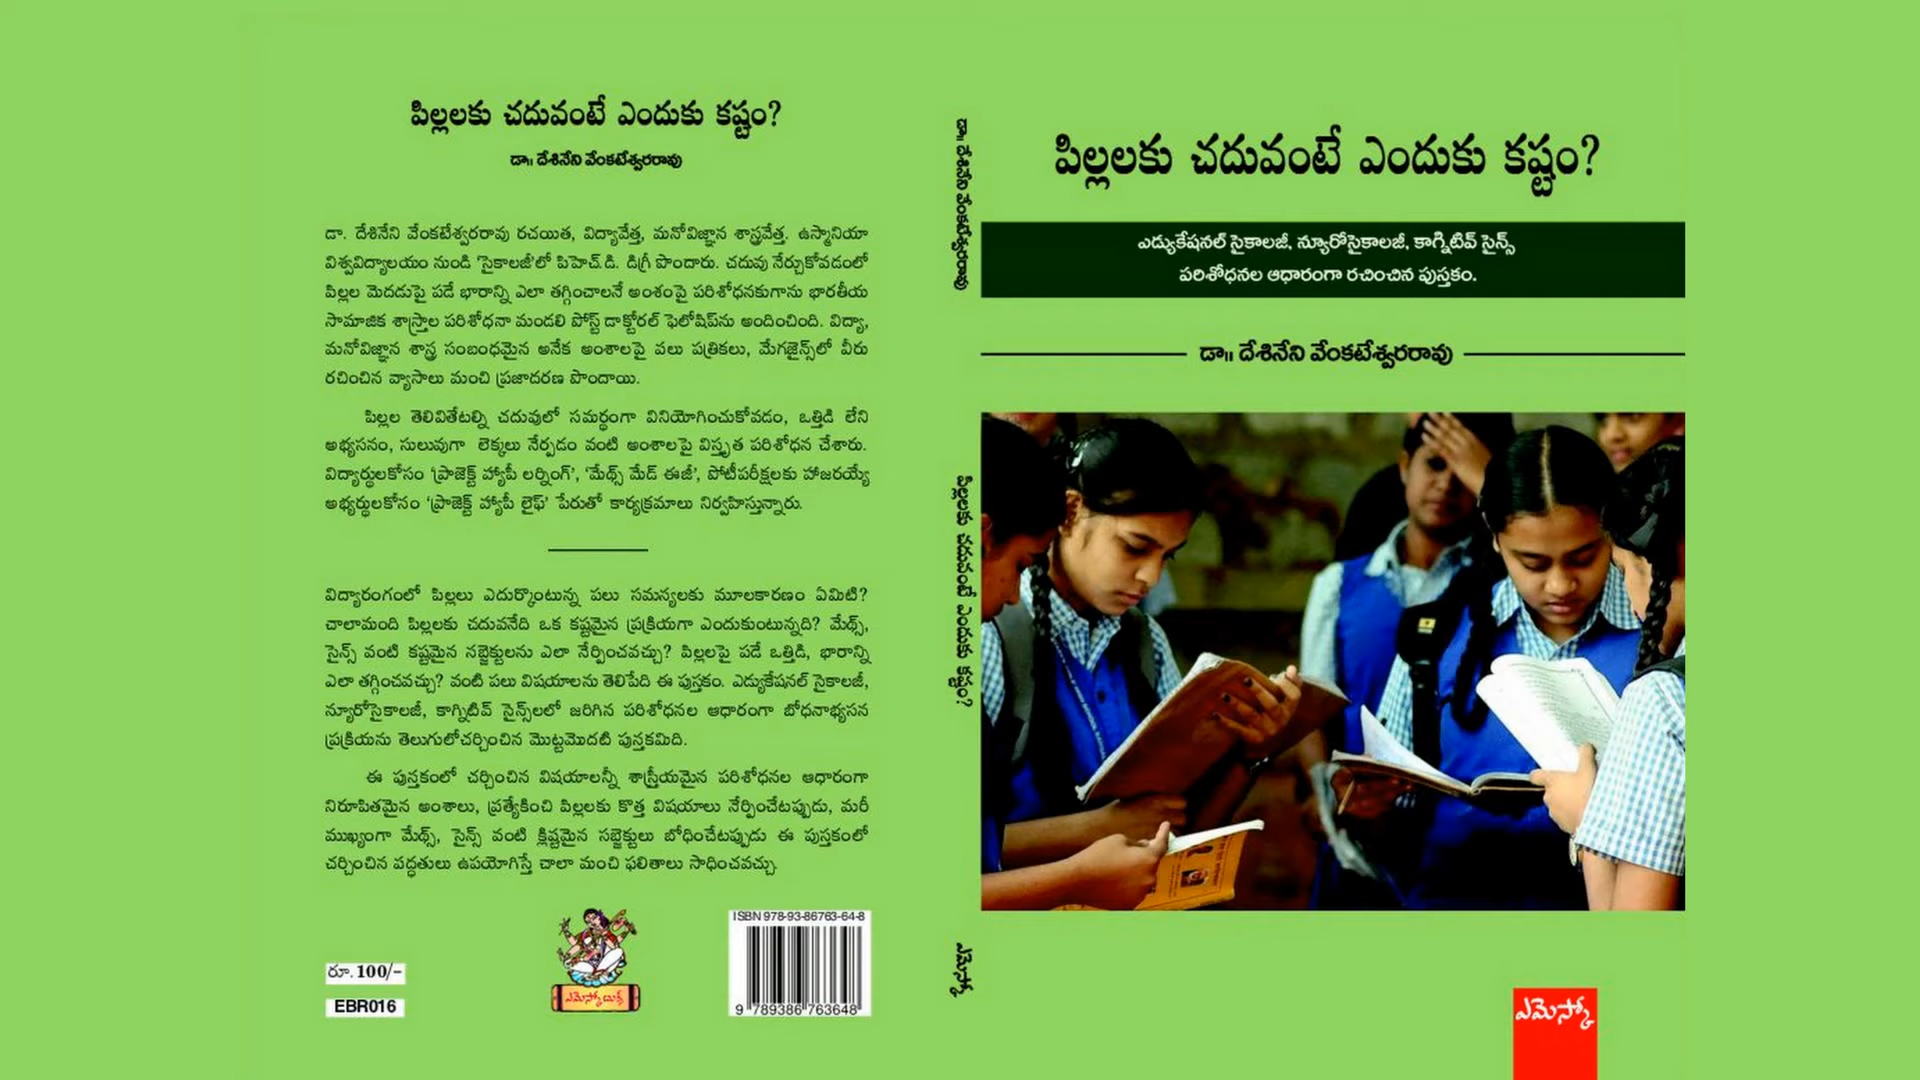 పిల్లలకు చదువంటే ఎందుకు కష్టం?
డా॥ దేశినేని వేంకటేశ్వరరావు
డా. దేశినేని వేంకటేశ్వరరావు రచయిత, విద్యావేత్త, మనోవిజ్ఞాన శాస్త్రవేత్త. ఉస్మానియా
విశ్వవిద్యాలయం నుండి 'సైకాలజీ'లో పిహెచ్.డి. డిగ్రీ పొందారు. చదువు నేర్చుకోవడంలో
పిల్లల మెదడుపై పడే భారాన్ని ఎలా తగ్గించాలనే అంశంపై పరిశోధనకుగాను భారతీయ
సామాజిక శాస్త్రాల పరిశోధనా మండలి పోస్ట్ డాక్టోరల్ ఫెలోషిప్‌ను అందించింది. విద్యా,
మనోవిజ్ఞాన శాస్త్ర సంబంధమైన అనేక అంశాలపై వలు పత్రికలు, మేగజైన్స్‌లో వీరు
రచించిన వ్యాసాలు మంచి ప్రజాదరణ పొందాయి.
పిల్లల తెలివితేటల్ని చదువులో సమర్థంగా వినియోగించుకోవడం, ఒత్తిడి లేని
అభ్యసనం, సులువుగా లెక్కలు నేర్పడం వంటి అంశాలపై విస్తృత పరిశోధన చేశారు.
విద్యార్థులకోసం 'ప్రాజెక్ట్ హ్యాపీ లర్నింగ్', 'మేథ్స్ మేడ్ ఈజీ', పోటీపరీక్షలకు హాజరయ్యే
అభ్యర్థులకోసం 'ప్రాజెక్ట్ హ్యాపీ లైఫ్' పేరుతో కార్యక్రమాలు నిర్వహిస్తున్నారు.
విద్యారంగంలో పిల్లలు ఎదుర్కొంటున్న పలు సమస్యలకు మూలకారణం ఏమిటి?
చాలామంది పిల్లలకు చదువనేది ఒక కష్టమైన ప్రక్రియగా ఎందుకుంటున్నది? మేథ్స్,
సైన్స్ వంటి కష్టమైన సబ్జెక్టులను ఎలా నేర్పించవచ్చు? పిల్లలపై పడే ఒత్తిడి, భారాన్ని
ఎలా తగ్గించవచ్చు? వంటి పలు విషయాలను తెలిపేది ఈ పుస్తకం. ఎడ్యుకేషనల్ సైకాలజీ,
న్యూరోసైకాలజీ, కాగ్నిటివ్ సైన్స్‌లలో జరిగిన పరిశోధనల ఆధారంగా బోధనాభ్యసన
ప్రక్రియను తెలుగులోచర్చించిన మొట్టమొదటి పుస్తకమిది.
ఈ పుస్తకంలో చర్చించిన విషయాలన్నీ శాస్త్రీయమైన పరిశోధనల ఆధారంగా
నిరూపితమైన అంశాలు, ప్రత్యేకించి పిల్లలకు కొత్త విషయాలు నేర్పించేటప్పుడు, మరీ
ముఖ్యంగా మేథ్స్, సైన్స్ వంటి క్లిష్టమైన సబ్జెక్టులు బోధించేటప్పుడు ఈ పుస్తకంలో
చర్చించిన పద్ధతులు ఉపయోగిస్తే చాలా మంచి ఫలితాలు సాధించవచ్చు.
రూ. 100/-
EBR016
ఎమెస్కో బుక్స్
ISBN 978-93-86763-64-8
9 789386 763648
డా॥ దేశినేని వేంకటేశ్వరరావు
పిల్లలకు చదువంటే ఎందుకు కష్టం?
ఎమెస్కో
పిల్లలకు చదువంటే ఎందుకు కష్టం?
ఎడ్యుకేషనల్ సైకాలజీ, న్యూరోసైకాలజీ, కాగ్నిటివ్ సైన్స్
పరిశోధనల ఆధారంగా రచించిన పుస్తకం.
డా॥ దేశినేని వేంకటేశ్వరరావు
ఎమెస్కో